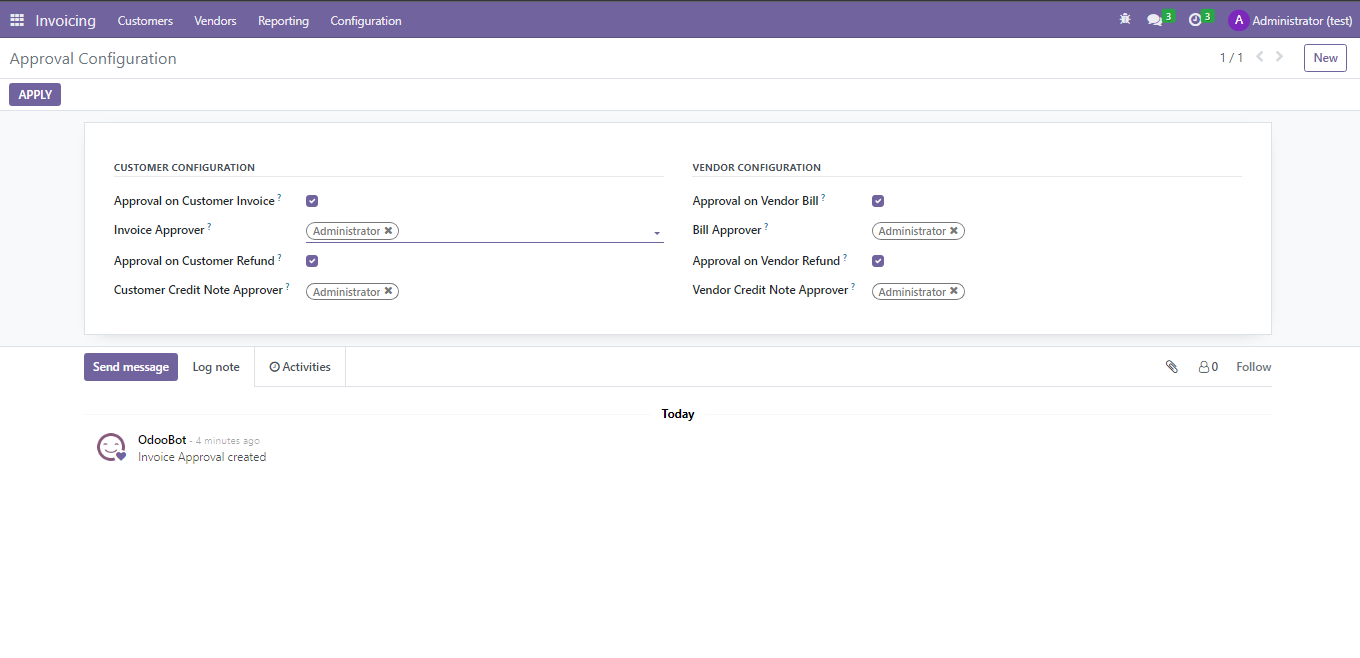 Invoicing Customers Vendors Reporting Configuration 3 3 A Administrator (test)
Approval Configuration 1 / 1 New
APPLY
CUSTOMER CONFIGURATION
Approval on Customer Invoice ?
Invoice Approver ? Administrator ✖
Approval on Customer Refund ?
Customer Credit Note Approver ? Administrator ✖
VENDOR CONFIGURATION
Approval on Vendor Bill ?
Bill Approver ? Administrator ✖
Approval on Vendor Refund ?
Vendor Credit Note Approver ? Administrator ✖
Send message Log note Activities 0 Follow
Today
OdooBot - 4 minutes ago
Invoice Approval created